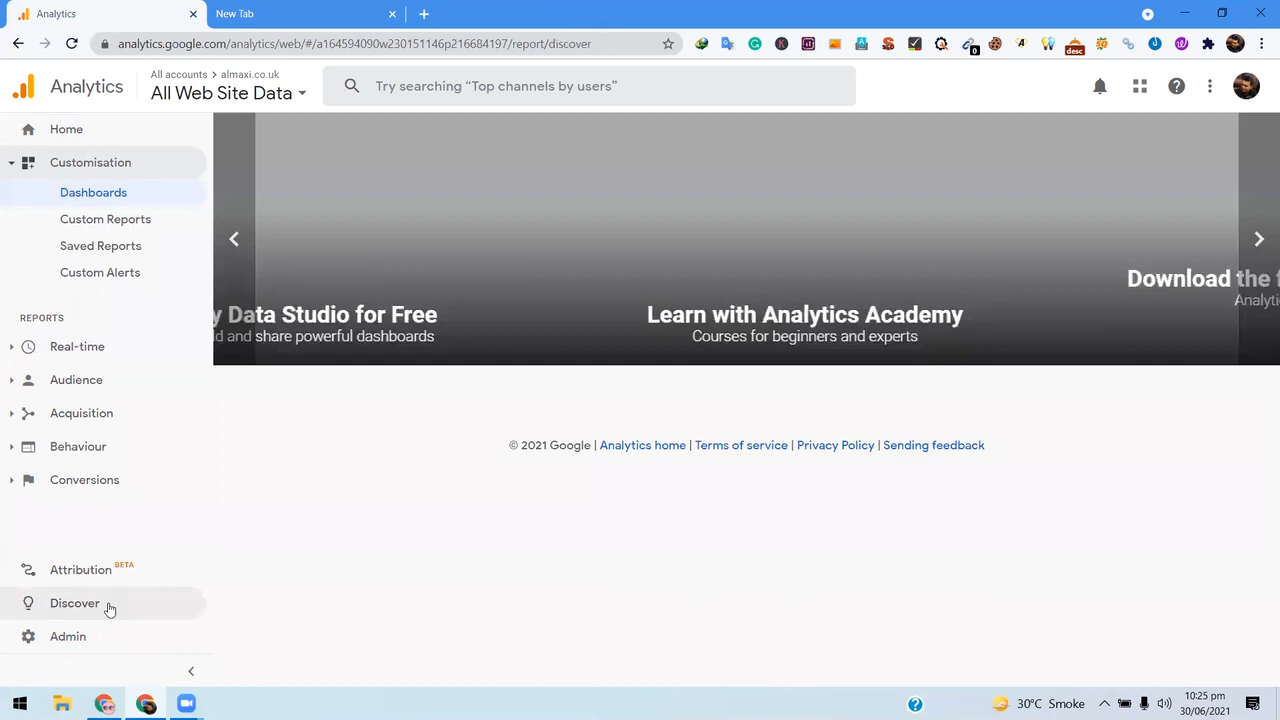 Analytics
New Tab
analytics.google.com/analytics/web/#/a164591090w230151146p216681197/report/discover
0
desc
Analytics
All accounts > almaxi.co.uk
All Web Site Data
Try searching “Top channels by users”
Home
Customisation
Dashboards
Custom Reports
Saved Reports
Custom Alerts
REPORTS
Real-time
Audience
Acquisition
Behaviour
Conversions
Attribution BETA
Discover
Admin
y Data Studio for Free
d and share powerful dashboards
Learn with Analytics Academy
Courses for beginners and experts
Download the
Analyti
© 2021 Google | Analytics home | Terms of service | Privacy Policy | Sending feedback
30°C Smoke
10:25 pm
30/06/2021